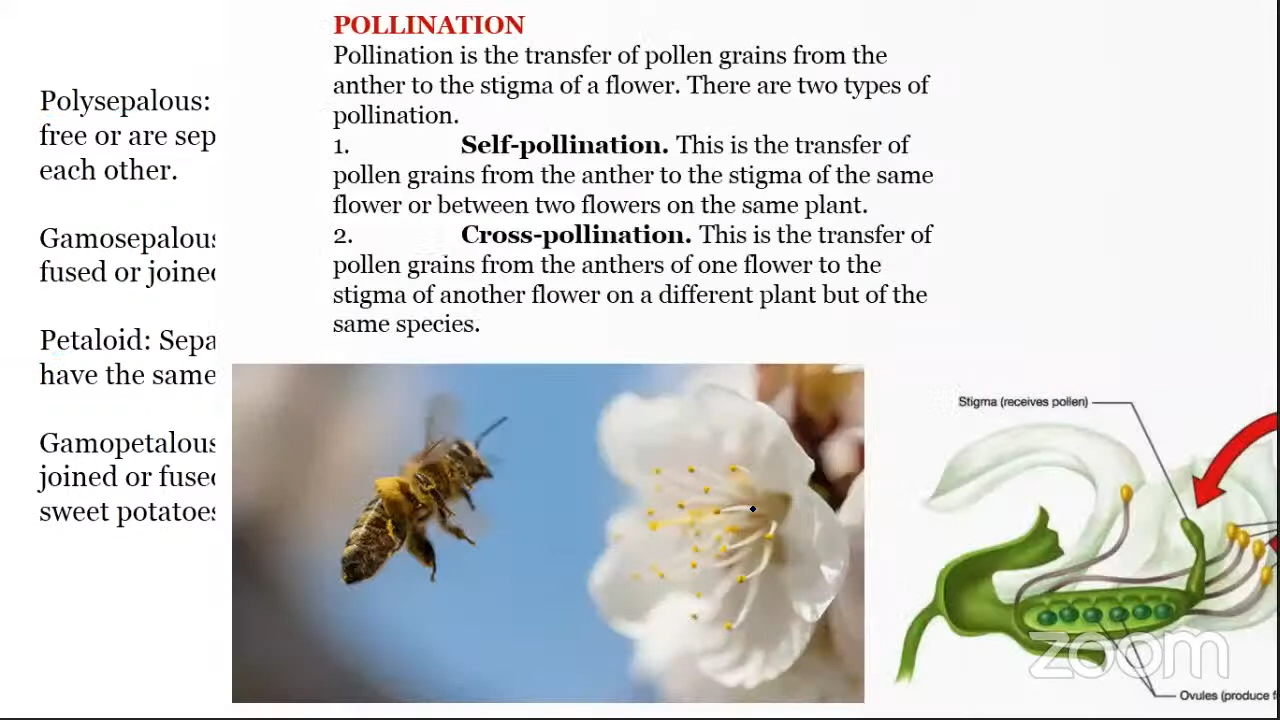 POLLINATION
Pollination is the transfer of pollen grains from the
anther to the stigma of a flower. There are two types of
pollination.
1. Self-pollination. This is the transfer of
pollen grains from the anther to the stigma of the same
flower or between two flowers on the same plant.
2. Cross-pollination. This is the transfer of
pollen grains from the anthers of one flower to the
stigma of another flower on a different plant but of the
same species.
Polysepalous:
free or are
each other.
Gamosepalous
fused or joined
Petaloid:
have the same
Gamopetalous
joined or fused
sweet potatoes
Stigma (receives pollen)
Ovules (produce
zoom